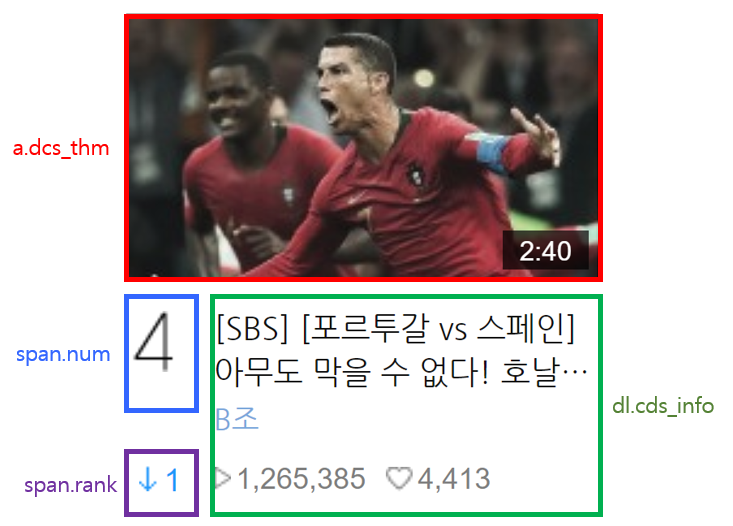 a.dcs_thm
2:40
span.num
4
[SBS] [포르투갈 vs 스페인]
아무도 막을 수 없다! 호날…
B조
dl.cds_info
span.rank
↓ 1
1,265,385 4,413